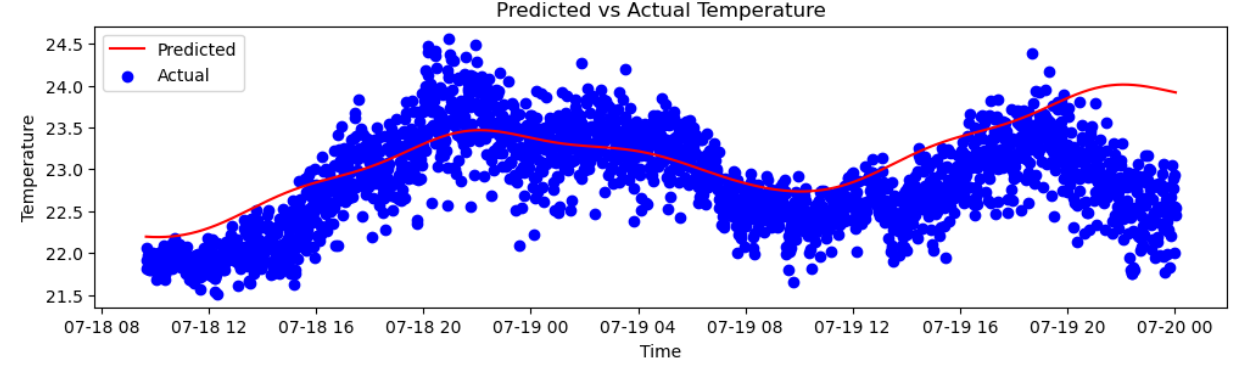 Predicted vs Actual Temperature
24.5
24.0
23.5
23.0
22.5
22.0
21.5
Temperature
Predicted
Actual
07-18 08 07-18 12 07-18 16 07-18 20 07-19 00 07-19 04 07-19 08 07-19 12 07-19 16 07-19 20 07-20 00
Time